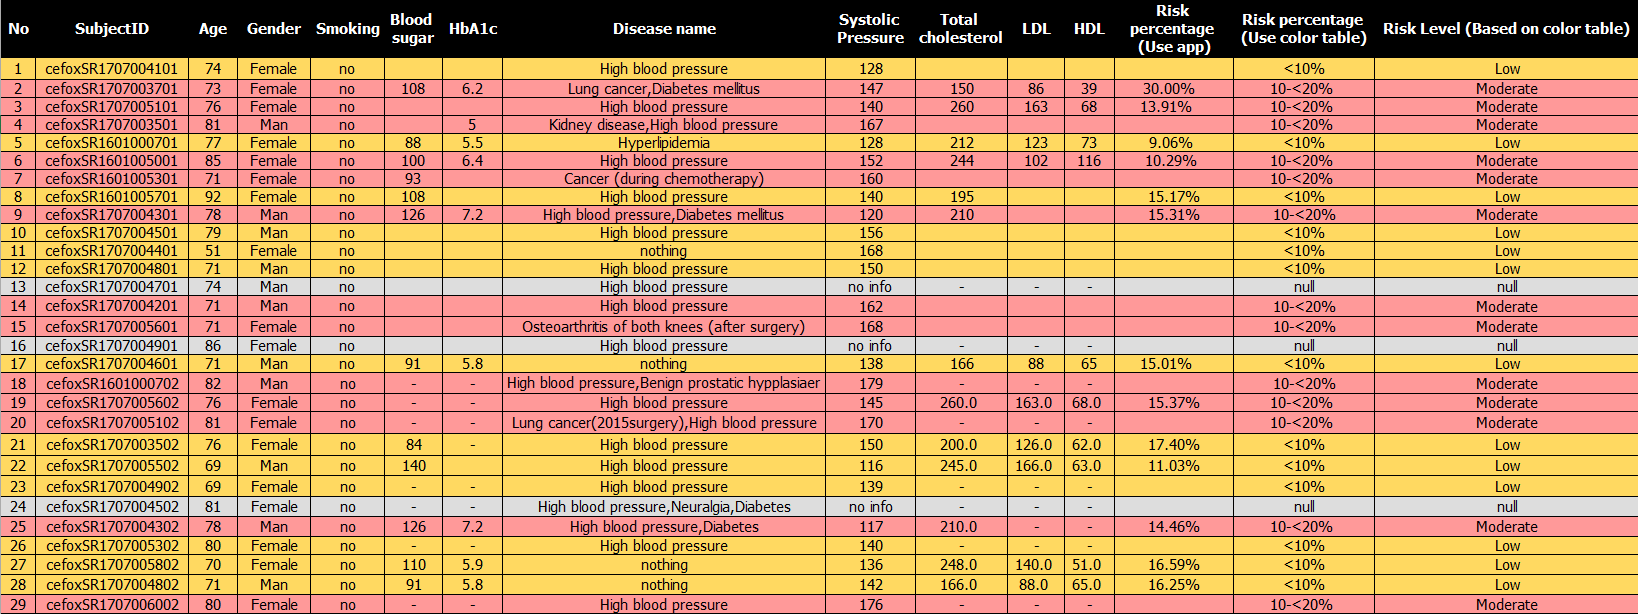 No SubjectID Age Gender Smoking Blood sugar HbA1c Disease name Systolic Pressure Total cholesterol LDL HDL Risk percentage (Use app) Risk percentage (Use color table) Risk Level (Based on color table)
1 cefoxSR1707004101 74 Female no High blood pressure 128 <10% Low
2 cefoxSR1707003701 73 Female no 108 6.2 Lung cancer,Diabetes mellitus 147 150 86 39 30.00% 10-<20% Moderate
3 cefoxSR1707005101 76 Female no High blood pressure 140 260 163 68 13.91% 10-<20% Moderate
4 cefoxSR1707003501 81 Man no 5 Kidney disease,High blood pressure 167 10-<20% Moderate
5 cefoxSR1601000701 77 Female no 88 5.5 Hyperlipidemia 128 212 123 73 9.06% <10% Low
6 cefoxSR1601005001 85 Female no 100 6.4 High blood pressure 152 244 102 116 10.29% 10-<20% Moderate
7 cefoxSR1601005301 71 Female no 93 Cancer (during chemotherapy) 160 10-<20% Moderate
8 cefoxSR1601005701 92 Female no 108 High blood pressure 140 195 15.17% <10% Low
9 cefoxSR1707004301 78 Man no 126 7.2 High blood pressure,Diabetes mellitus 120 210 15.31% 10-<20% Moderate
10 cefoxSR1707004501 79 Man no High blood pressure 156 <10% Low
11 cefoxSR1707004401 51 Female no nothing 168 <10% Low
12 cefoxSR1707004801 71 Man no High blood pressure 150 <10% Low
13 cefoxSR1707004701 74 Man no High blood pressure no info - - - null null
14 cefoxSR1707004201 71 Man no High blood pressure 162 10-<20% Moderate
15 cefoxSR1707005601 71 Female no Osteoarthritis of both knees (after surgery) 168 10-<20% Moderate
16 cefoxSR1707004901 86 Female no High blood pressure no info - - - null null
17 cefoxSR1707004601 71 Man no 91 5.8 nothing 138 166 88 65 15.01% <10% Low
18 cefoxSR1601000702 82 Man no - - High blood pressure,Benign prostatic hypplasiaer 179 - - - 10-<20% Moderate
19 cefoxSR1707005602 76 Female no - - High blood pressure 145 260.0 163.0 68.0 15.37% 10-<20% Moderate
20 cefoxSR1707005102 81 Female no - - Lung cancer(2015surgery),High blood pressure 170 - - - 10-<20% Moderate
21 cefoxSR1707003502 76 Female no 84 - High blood pressure 150 200.0 126.0 62.0 17.40% <10% Low
22 cefoxSR1707005502 69 Man no 140 - High blood pressure 116 245.0 166.0 63.0 11.03% <10% Low
23 cefoxSR1707004902 69 Female no - - High blood pressure 139 - - - <10% Low
24 cefoxSR1707004502 81 Female no - - High blood pressure,Neuralgia,Diabetes no info - - - null null
25 cefoxSR1707004302 78 Man no 126 7.2 High blood pressure,Diabetes 117 210.0 - - 14.46% 10-<20% Moderate
26 cefoxSR1707005302 80 Female no - - High blood pressure 140 - - - <10% Low
27 cefoxSR1707005802 70 Female no 110 5.9 nothing 136 248.0 140.0 51.0 16.59% <10% Low
28 cefoxSR1707004802 71 Man no 91 5.8 nothing 142 166.0 88.0 65.0 16.25% <10% Low
29 cefoxSR1707006002 80 Female no - - High blood pressure 176 - - - 10-<20% Moderate